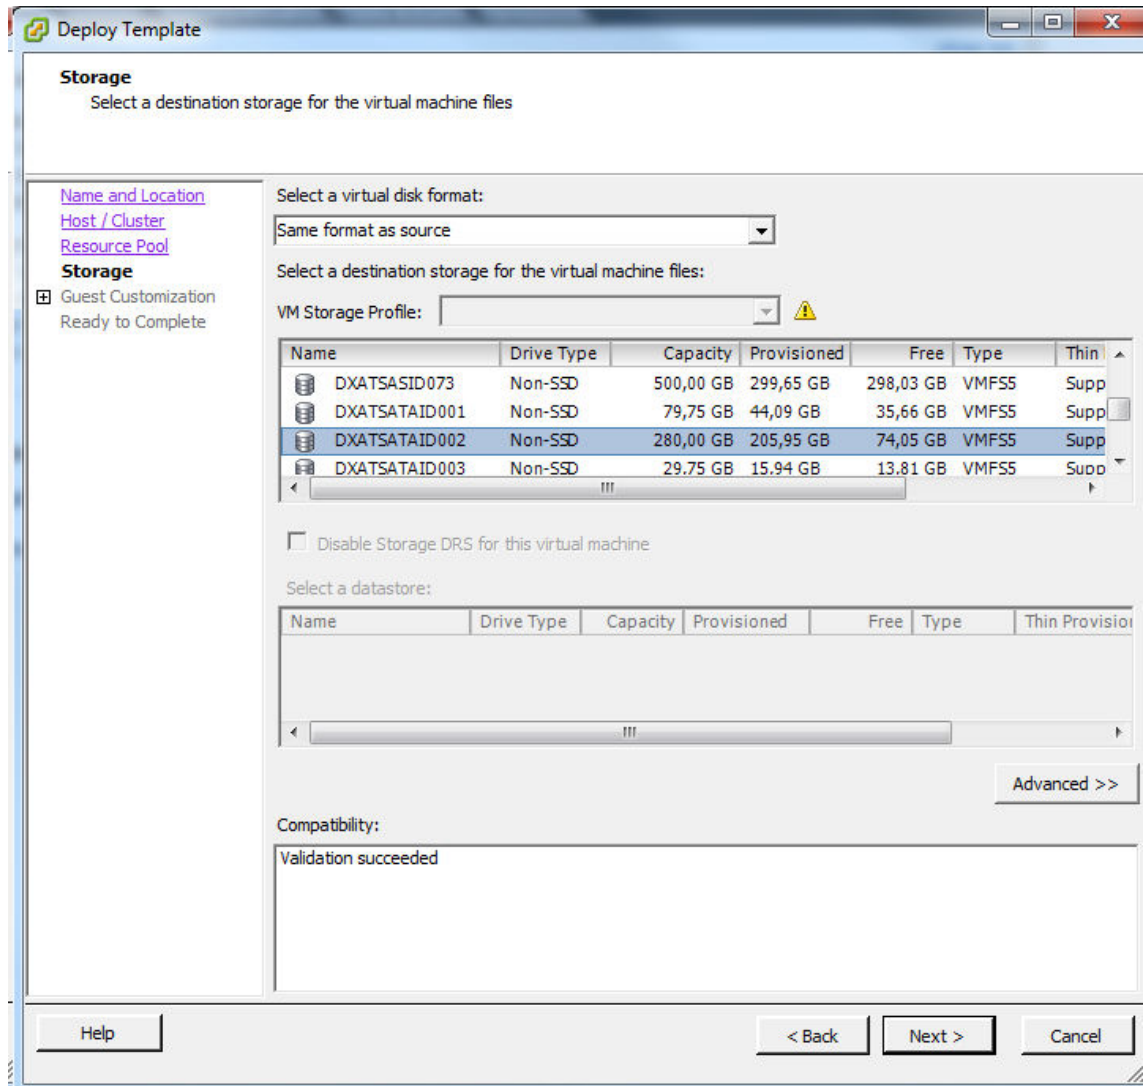 Deploy Template
Storage
Select a destination storage for the virtual machine files
Name and Location
Host / Cluster
Resource Pool
Storage
Guest Customization
Ready to Complete
Select a virtual disk format:
Same format as source
Select a destination storage for the virtual machine files:
VM Storage Profile:
Name Drive Type Capacity Provisioned Free Type Thin
DXATSASID073 Non-SSD 500,00 GB 299,65 GB 298,03 GB VMFS5 Supp
DXATSATAID001 Non-SSD 79,75 GB 44,09 GB 35,66 GB VMFS5 Supp
DXATSATAID002 Non-SSD 280,00 GB 205,95 GB 74,05 GB VMFS5 Supp
DXATSATAID003 Non-SSD 29,75 GB 15,94 GB 13,81 GB VMFS5 Supp
Disable Storage DRS for this virtual machine
Select a datastore:
Name Drive Type Capacity Provisioned Free Type Thin Provision
Advanced >>
Compatibility:
Validation succeeded
Help < Back Next > Cancel